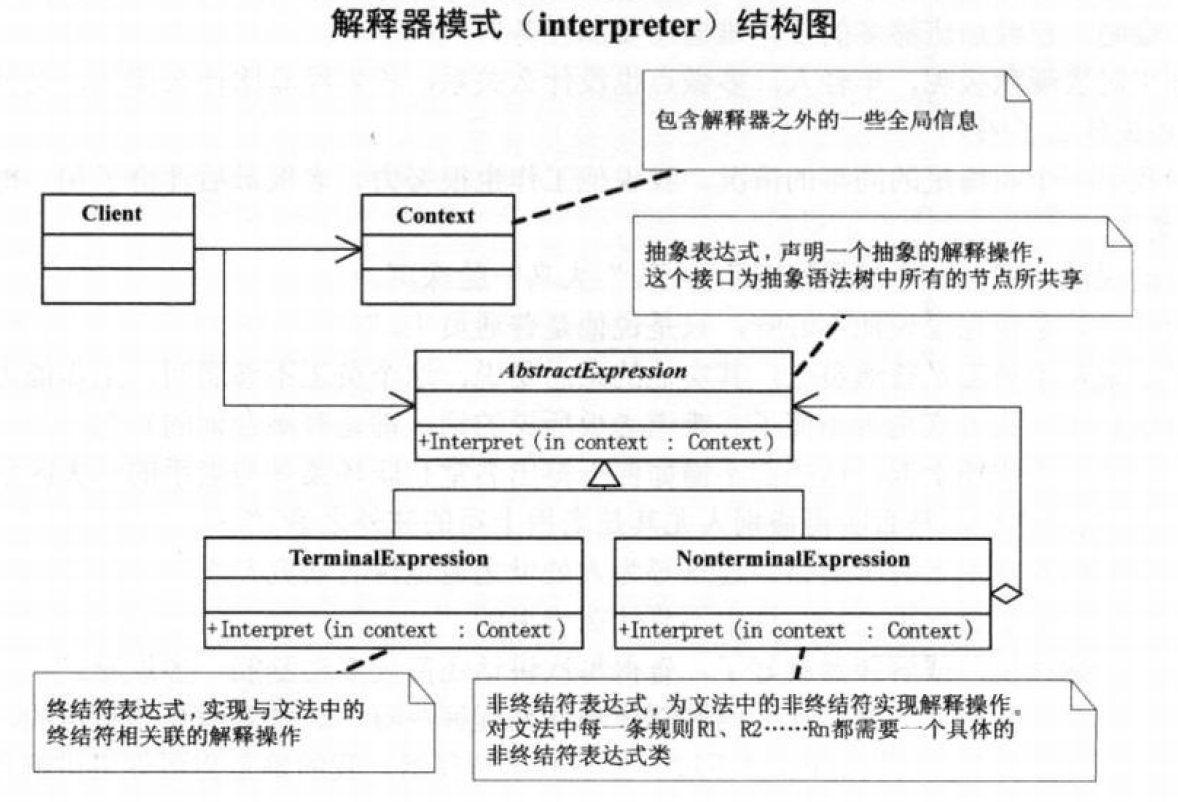 解释器模式（interpreter）结构图
包含解释器之外的一些全局信息
Client
Context
抽象表达式，声明一个抽象的解释操作，
这个接口为抽象语法树中所有的节点所共享
AbstractExpression
+Interpret(in context : Context)
TerminalExpression
NonterminalExpression
+Interpret(in context : Context)
+Interpret(in context : Context)
终结符表达式，实现与文法中的
终结符相关联的解释操作
非终结符表达式，为文法中的非终结符实现解释操作。
对文法中每一条规则R1、R2……Rn都需要一个具体的
非终结符表达式类